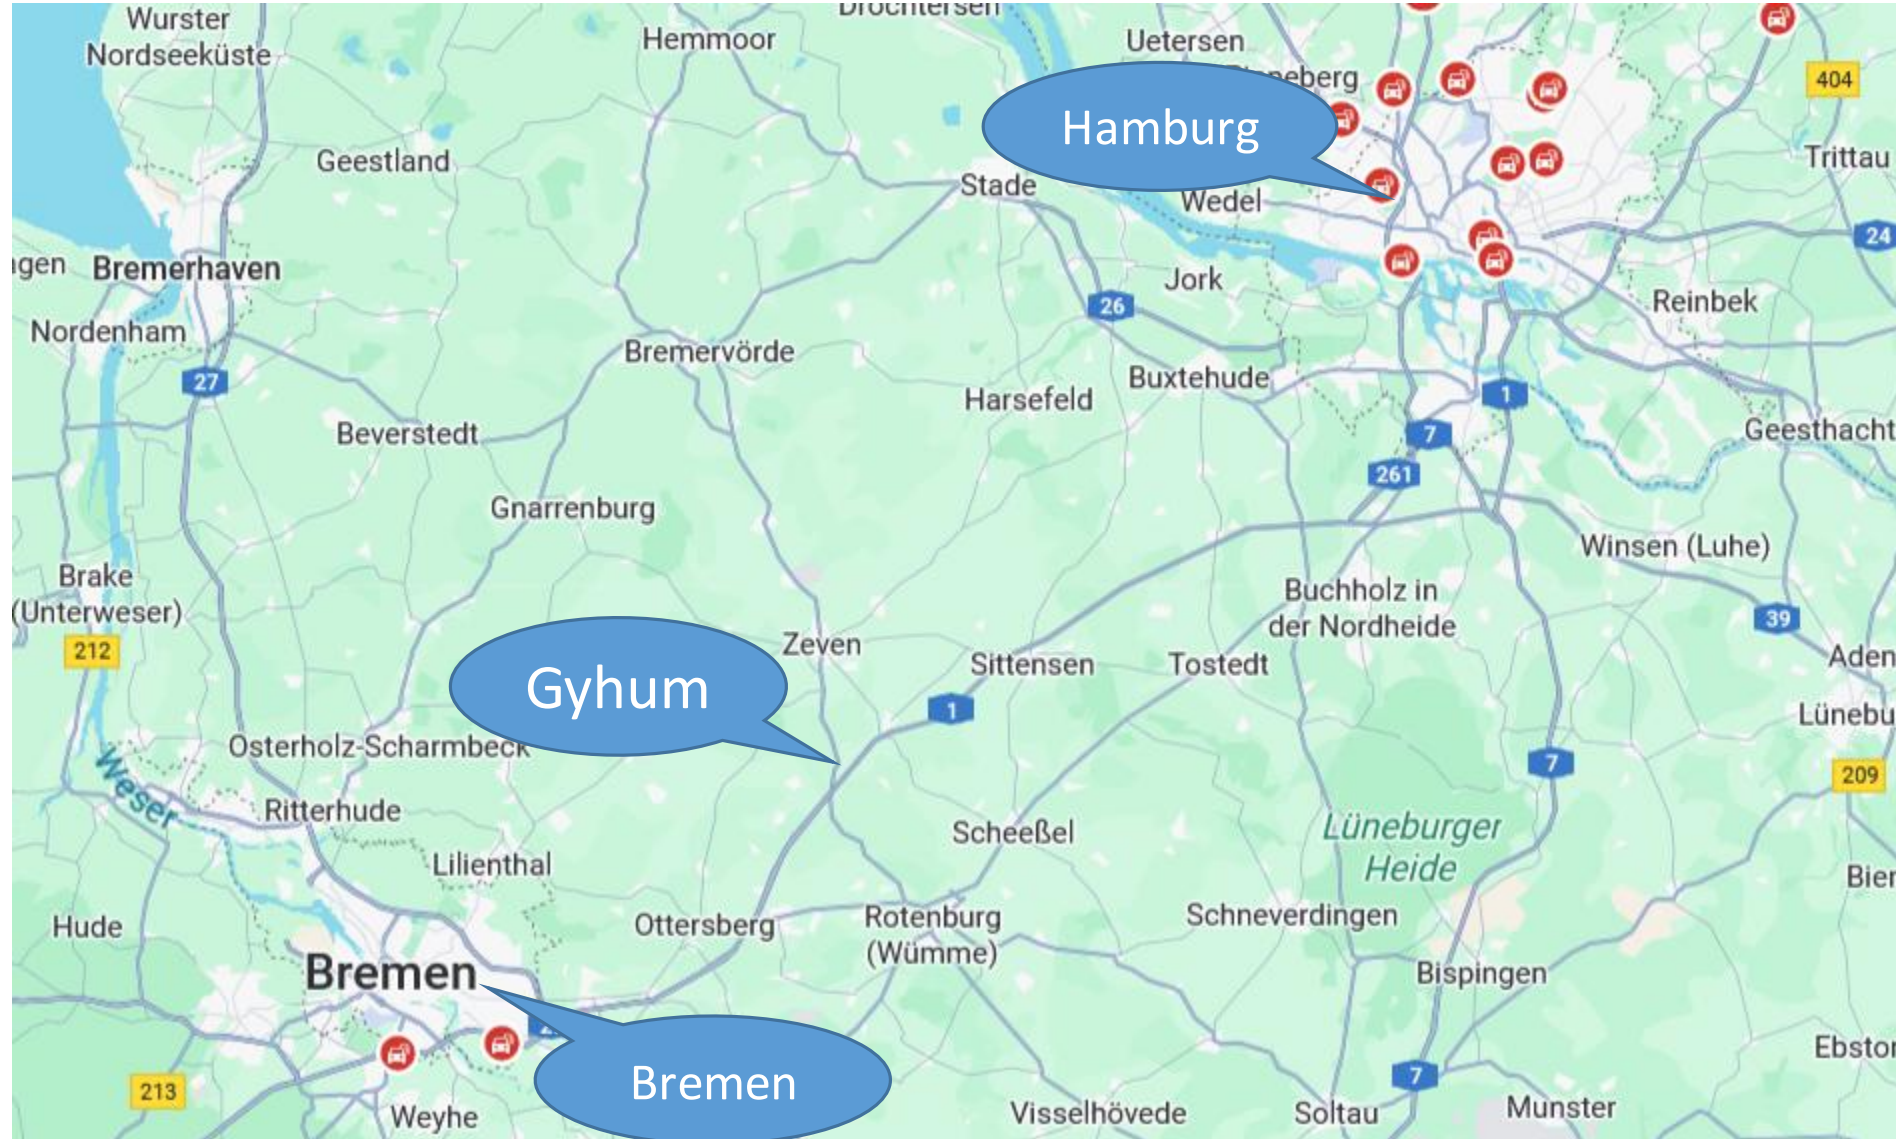 Wurster
Nordseeküste
Hemmoor
Drochtersen
Uetersen
404
Hamburg
Geestland
Stade
Wedel
Trittau
24
Bremerhaven
Jork
26
Reinbek
Nordenham
Bremervörde
27
Buxtehude
1
Harsefeld
Beverstedt
7
Geesthacht
261
Gnarrenburg
Winsen (Luhe)
Brake
(Unterweser)
Buchholz in
der Nordheide
39
212
Zeven
Sittensen
Tostedt
Gyhum
1
Osterholz-Scharmbeck
7
209
Weser
Ritterhude
Scheeßel
Lüneburger
Heide
Lilienthal
Hude
Ottersberg
Rotenburg
(Wümme)
Schneverdingen
Bremen
Bispingen
Bremen
213
7
Weyhe
Visselhövede
Soltau
Munster